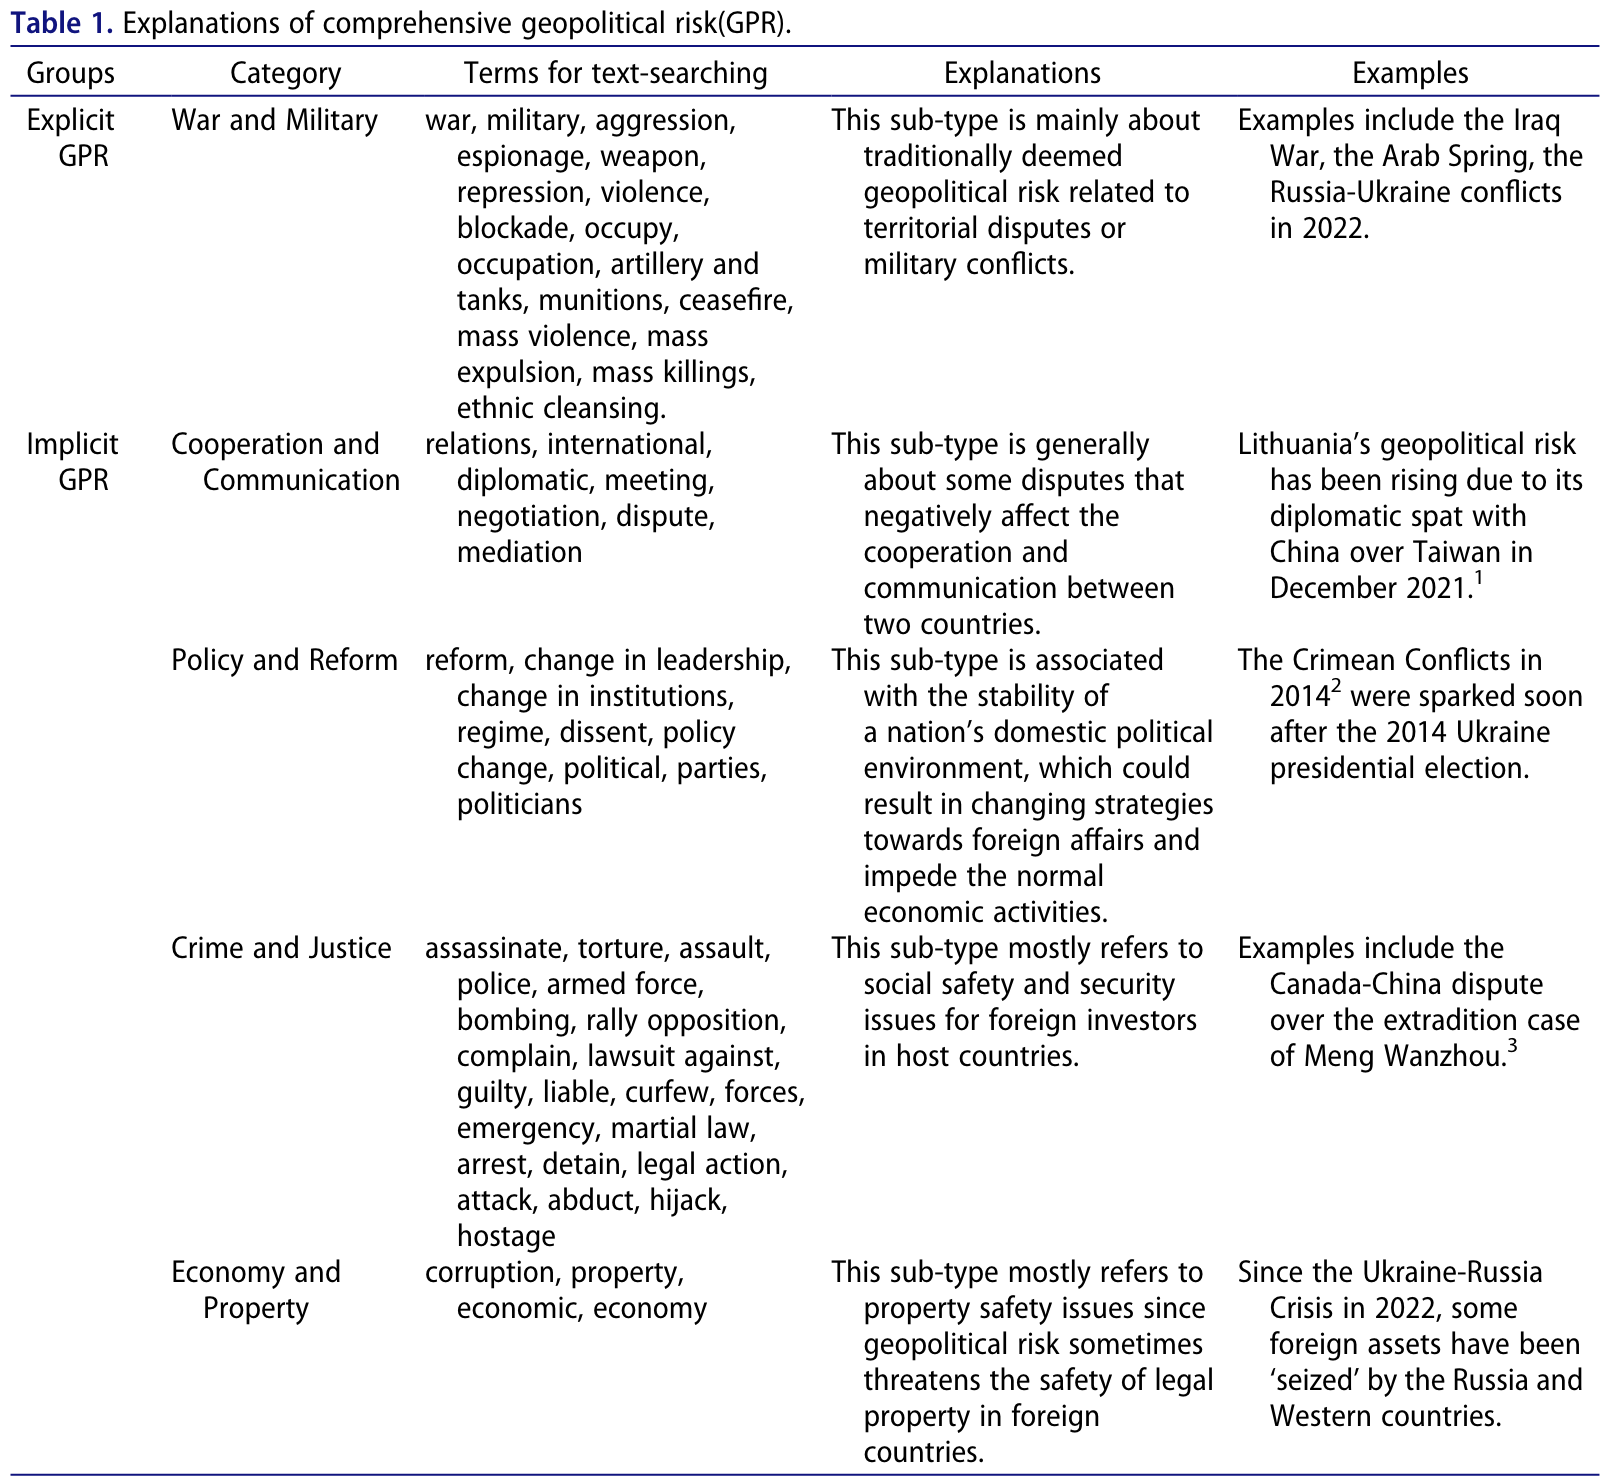 Table 1. Explanations of comprehensive geopolitical risk(GPR).
Groups Category Terms for text-searching Explanations Examples
Explicit
GPR
War and Military
war, military, aggression,
espionage, weapon,
repression, violence,
blockade, occupy,
occupation, artillery and
tanks, munitions, ceasefire,
mass violence, mass
expulsion, mass killings,
ethnic cleansing.
This sub-type is mainly about
traditionally deemed
geopolitical risk related to
territorial disputes or
military conflicts.
Examples include the Iraq
War, the Arab Spring, the
Russia-Ukraine conflicts
in 2022.
Implicit
GPR
Cooperation and
Communication
relations, international,
diplomatic, meeting,
negotiation, dispute,
mediation
This sub-type is generally
about some disputes that
negatively affect the
cooperation and
communication between
two countries.
Lithuania’s geopolitical risk
has been rising due to its
diplomatic spat with
China over Taiwan in
December 2021.1
Policy and Reform
reform, change in leadership,
change in institutions,
regime, dissent, policy
change, political, parties,
politicians
This sub-type is associated
with the stability of
a nation’s domestic political
environment, which could
result in changing strategies
towards foreign affairs and
impede the normal
economic activities.
The Crimean Conflicts in
20142 were sparked soon
after the 2014 Ukraine
presidential election.
Crime and Justice
assassinate, torture, assault,
police, armed force,
bombing, rally opposition,
complain, lawsuit against,
guilty, liable, curfew, forces,
emergency, martial law,
arrest, detain, legal action,
attack, abduct, hijack,
hostage
This sub-type mostly refers to
social safety and security
issues for foreign investors
in host countries.
Examples include the
Canada-China dispute
over the extradition case
of Meng Wanzhou.3
Economy and
Property
corruption, property,
economic, economy
This sub-type mostly refers to
property safety issues since
geopolitical risk sometimes
threatens the safety of legal
property in foreign
countries.
Since the Ukraine-Russia
Crisis in 2022, some
foreign assets have been
‘seized’ by the Russia and
Western countries.